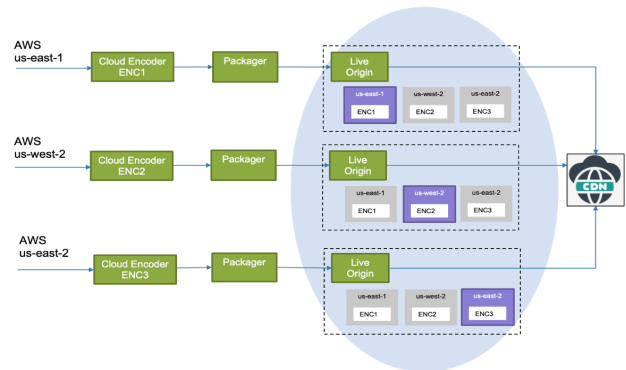 AWS
us-east-1
Cloud Encoder
ENC1
Packager
Live
Origin
us-east-1
us-west-2
us-east-2
ENC1
ENC2
ENC3
AWS
us-west-2
Cloud Encoder
ENC2
Packager
Live
Origin
us-east-1
us-west-2
us-east-2
ENC1
ENC2
ENC3
CDN
AWS
us-east-2
Cloud Encoder
ENC3
Packager
Live
Origin
us-east-1
us-west-2
us-east-2
ENC1
ENC2
ENC3